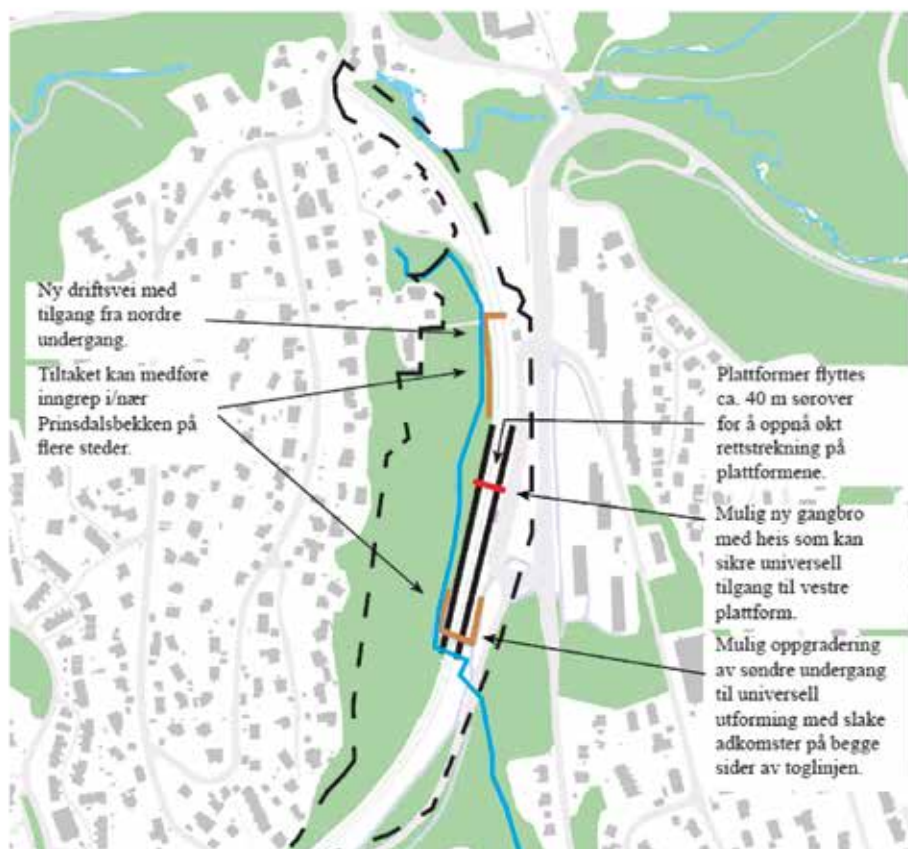 Ny driftsvei med
tilgang fra nordre
undergang.
Tiltaket kan medføre
inngrep i/nær
Prinsdalsbekken på
flere steder.
Plattformer flyttes
ca. 40 m sørover
for å oppnå økt
rettstrekning på
plattformene.
Mulig ny gangbro
med heis som kan
sikre universell
tilgang til vestre
plattform.
Mulig oppgradering
av søndre undergang
til universell
utforming med slake
adkomster på begge
sider av toglinjen.